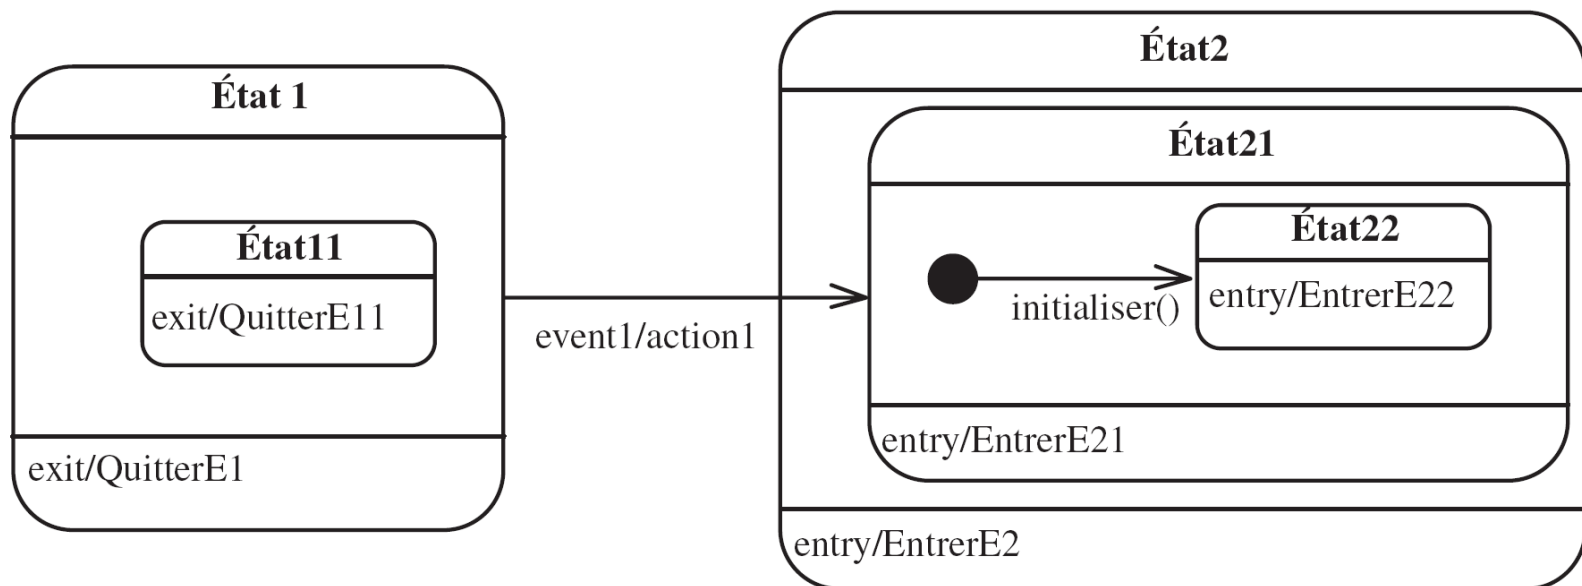 État 1
État11
exit/QuitterE11
exit/QuitterE1
event1/action1
État2
État21
État22
initialiser()
entry/EntrerE22
entry/EntrerE21
entry/EntrerE2